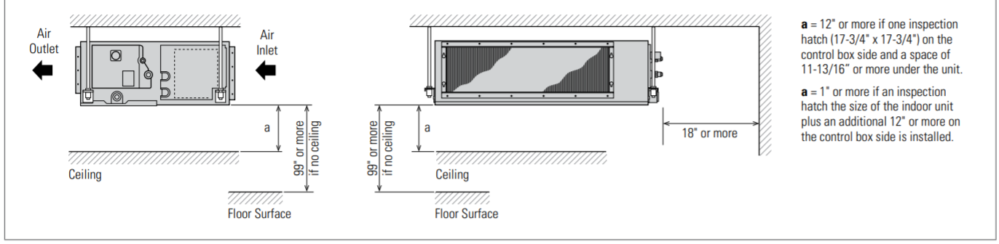 Air
Outlet
Air
Inlet
a
99" or more
if no ceiling
Ceiling
Floor Surface
99" or more
if no ceiling
a
18" or more
Ceiling
Floor Surface
a = 12" or more if one inspection
hatch (17-3/4" x 17-3/4") on the
control box side and a space of
11-13/16” or more under the unit.
a = 1" or more if an inspection
hatch the size of the indoor unit
plus an additional 12" or more on
the control box side is installed.